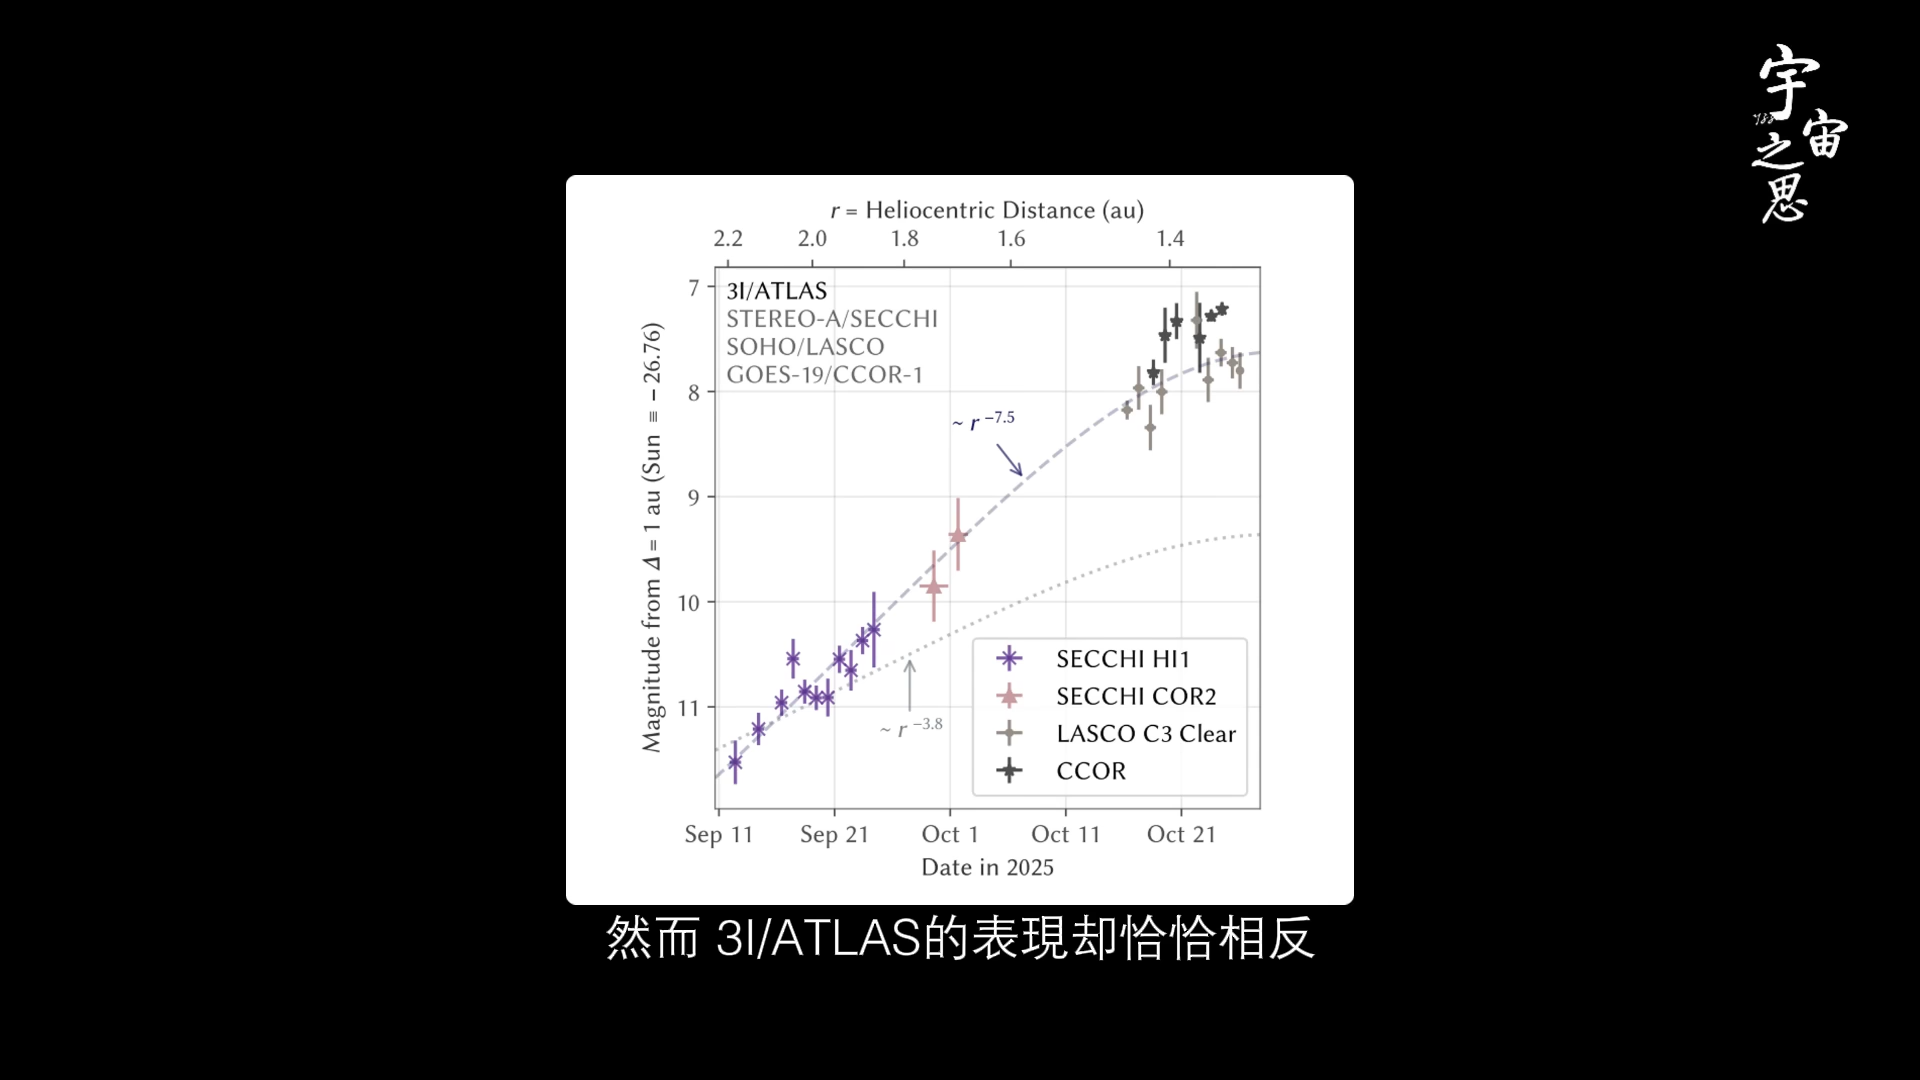 宇宙之思
r = Heliocentric Distance (au)
2.2 2.0 1.8 1.6 1.4
3I/ATLAS
STEREO-A/SECCHI
SOHO/LASCO
GOES-19/CCOR-1
Magnitude from Δ = 1 au (Sun ≡ −26.76)
7
8
9
10
11
~ r −7.5
~ r −3.8
SECCHI HI1
SECCHI COR2
LASCO C3 Clear
CCOR
Sep 11 Sep 21 Oct 1 Oct 11 Oct 21
Date in 2025
然而 3I/ATLAS的表現却恰恰相反